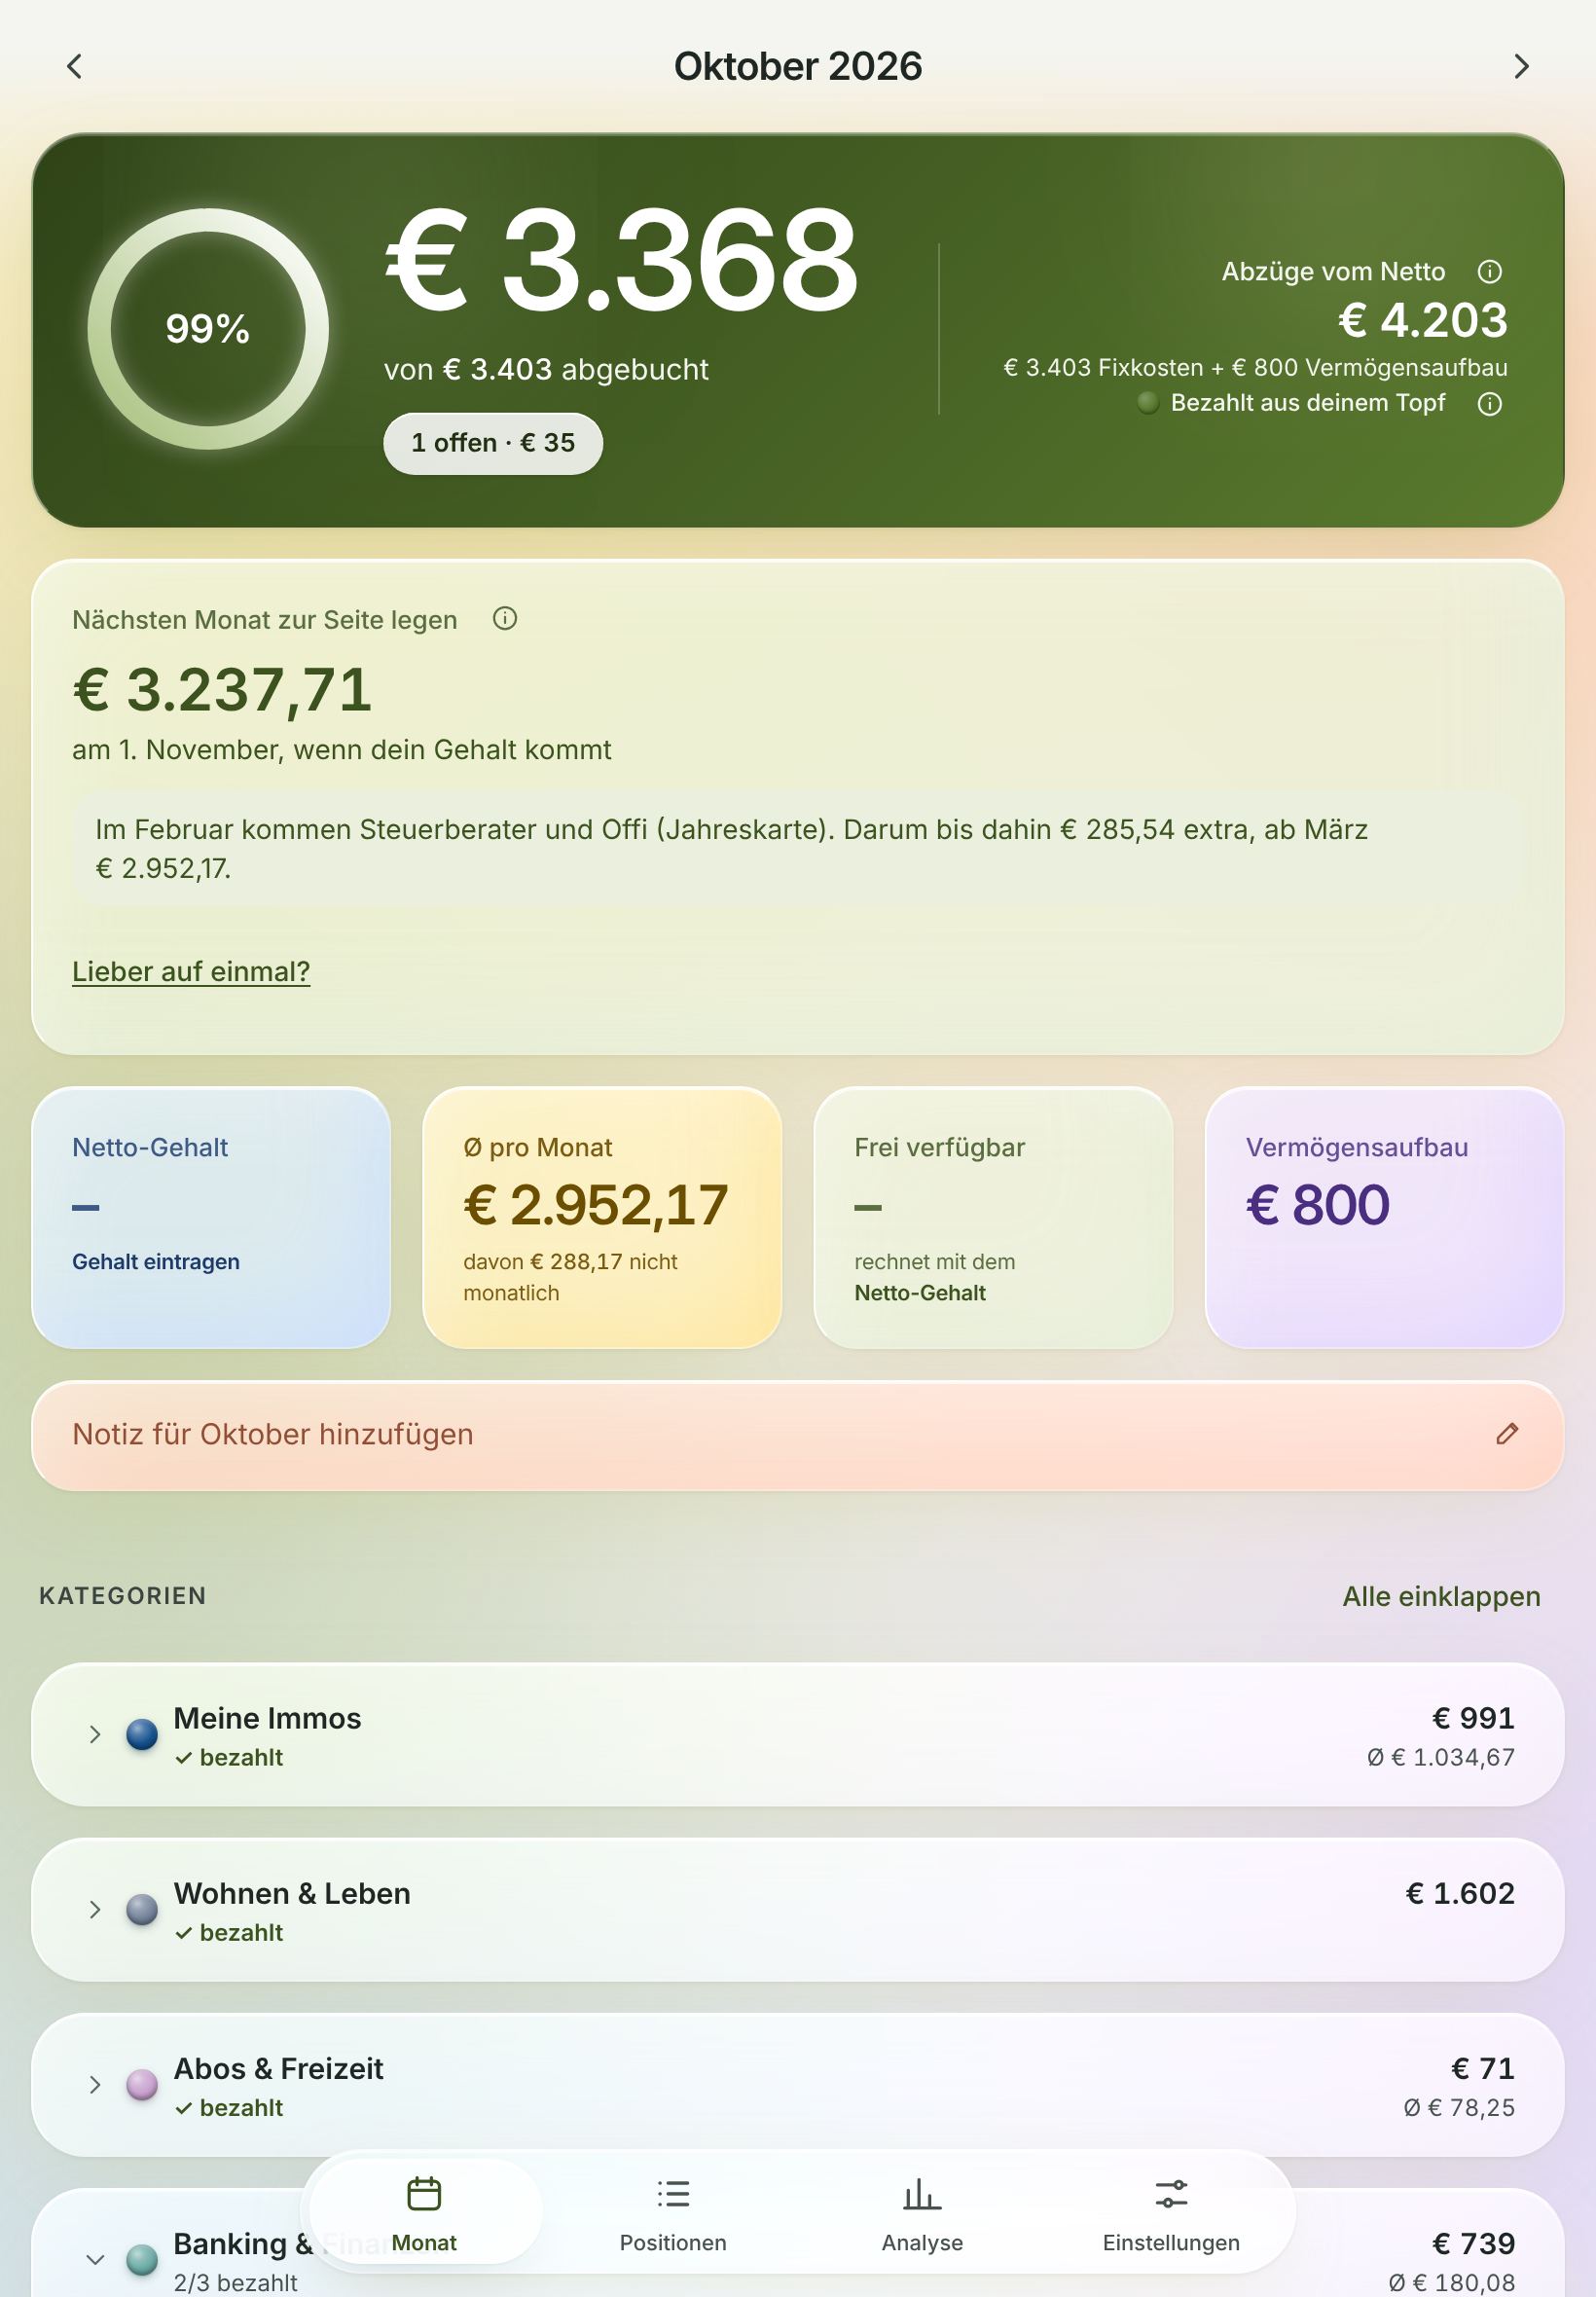 Oktober 2026
99%
€ 3.368
von € 3.403 abgebucht
1 offen · € 35
Abzüge vom Netto
€ 4.203
€ 3.403 Fixkosten + € 800 Vermögensaufbau
Bezahlt aus deinem Topf
Nächsten Monat zur Seite legen
€ 3.237,71
am 1. November, wenn dein Gehalt kommt
Im Februar kommen Steuerberater und Offi (Jahreskarte). Darum bis dahin € 285,54 extra, ab März
€ 2.952,17.
Lieber auf einmal?
Netto-Gehalt
–
Gehalt eintragen
Ø pro Monat
€ 2.952,17
davon € 288,17 nicht
monatlich
Frei verfügbar
–
rechnet mit dem
Netto-Gehalt
Vermögensaufbau
€ 800
Notiz für Oktober hinzufügen
KATEGORIEN
Alle einklappen
Meine Immos
✓ bezahlt
€ 991
Ø € 1.034,67
Wohnen & Leben
✓ bezahlt
€ 1.602
Abos & Freizeit
✓ bezahlt
€ 71
Ø € 78,25
Banking &
2/3 bezahlt
€ 739
Ø € 180,08
Monat
Positionen
Analyse
Einstellungen